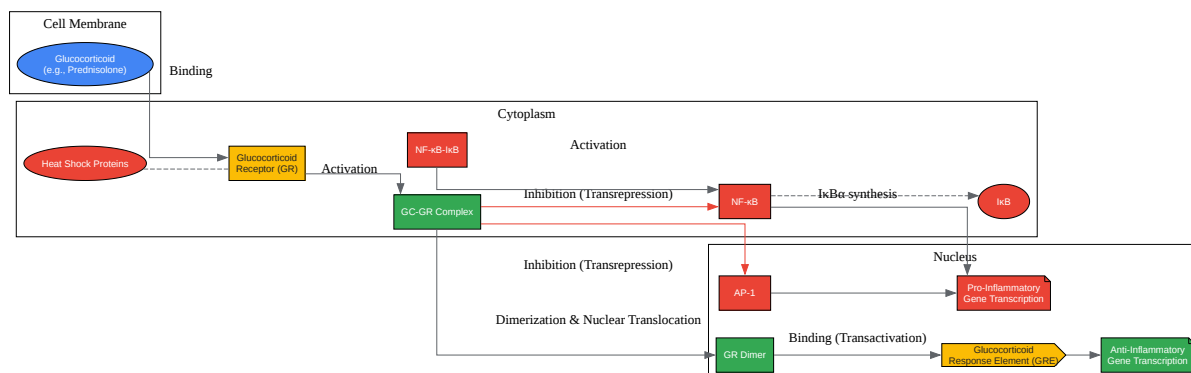 Cell Membrane
Glucocorticoid
(e.g., Prednisolone)
Binding
Cytoplasm
Heat Shock Proteins
Glucocorticoid
Receptor (GR)
Activation
NF-κB-IκB
Activation
GC-GR Complex
Inhibition (Transrepression)
NF-κB
IκBα synthesis
IκB
Inhibition (Transrepression)
Nucleus
AP-1
Pro-Inflammatory
Gene Transcription
Dimerization & Nuclear Translocation
GR Dimer
Binding (Transactivation)
Glucocorticoid
Response Element (GRE)
Anti-Inflammatory
Gene Transcription